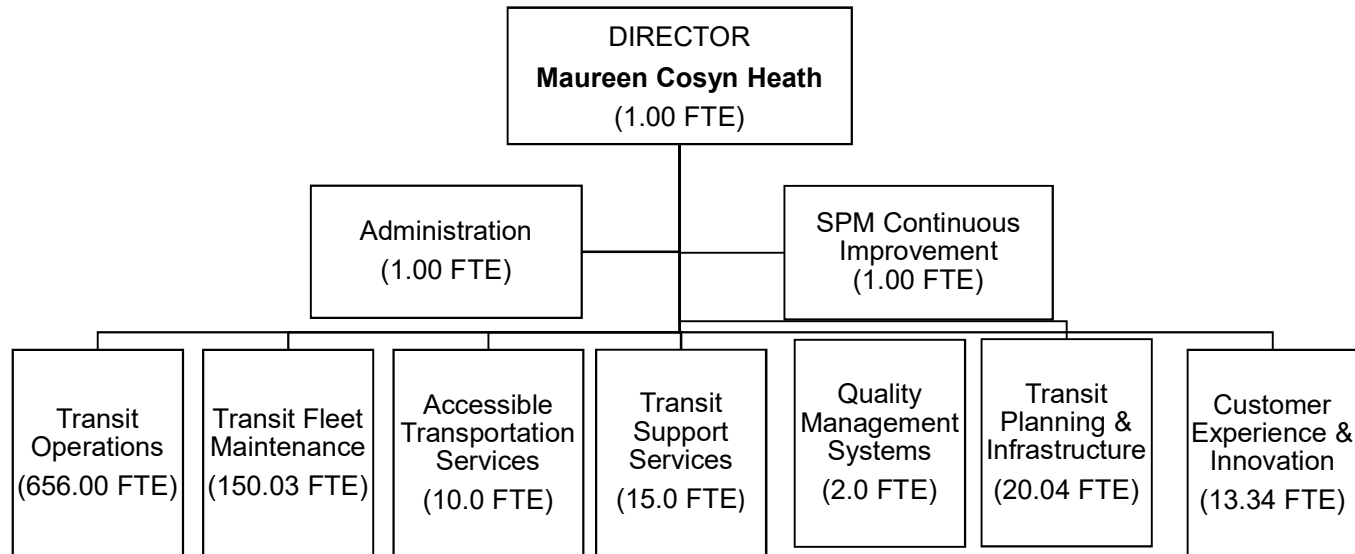 DIRECTOR
Maureen Cosyn Heath
(1.00 FTE)
Administration
(1.00 FTE)
SPM Continuous
Improvement
(1.00 FTE)
Transit
Operations
(656.00 FTE)
Transit Fleet
Maintenance
(150.03 FTE)
Accessible
Transportation
Services
(10.0 FTE)
Transit
Support
Services
(15.0 FTE)
Quality
Management
Systems
(2.0 FTE)
Transit
Planning &
Infrastructure
(20.04 FTE)
Customer
Experience &
Innovation
(13.34 FTE)